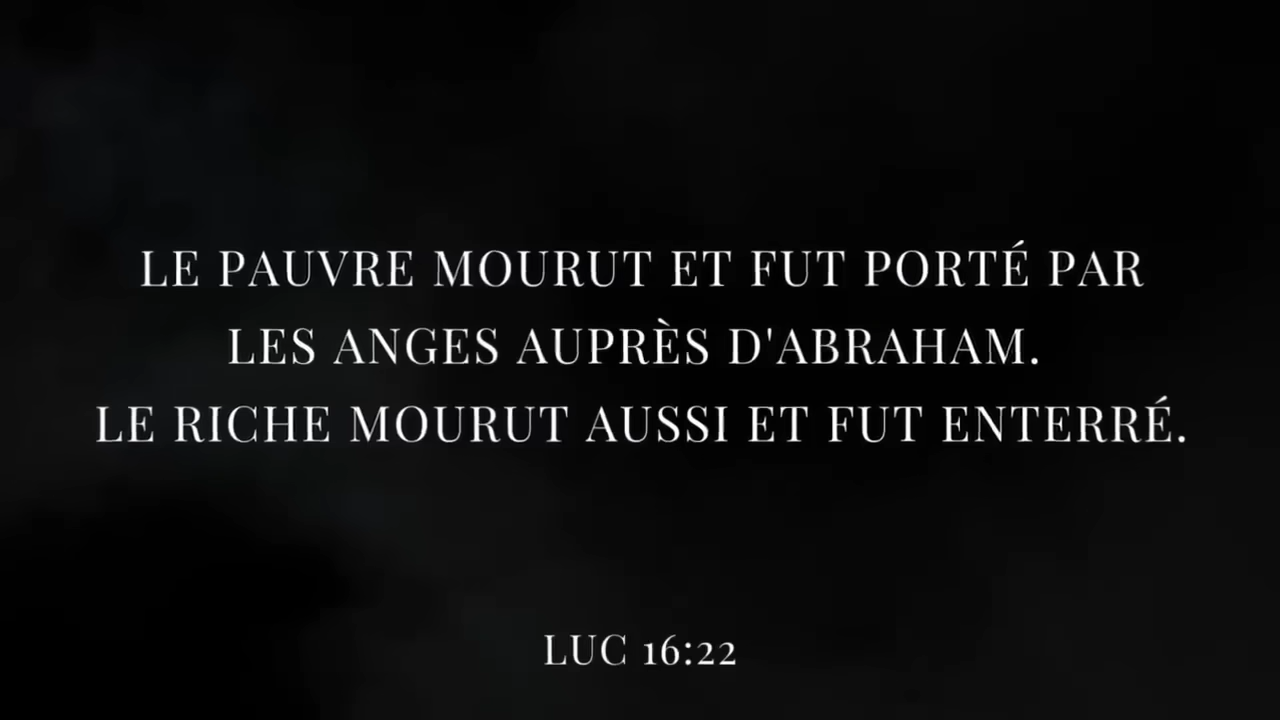 LE PAUVRE MOURUT ET FUT PORTÉ PAR
LES ANGES AUPRÈS D'ABRAHAM.
LE RICHE MOURUT AUSSI ET FUT ENTERRÉ.
LUC 16:22